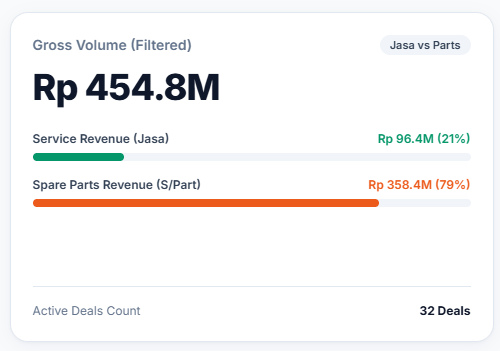 Gross Volume (Filtered) Jasa vs Parts
Rp 454.8M
Service Revenue (Jasa) Rp 96.4M (21%)
Spare Parts Revenue (S/Part) Rp 358.4M (79%)
Active Deals Count 32 Deals